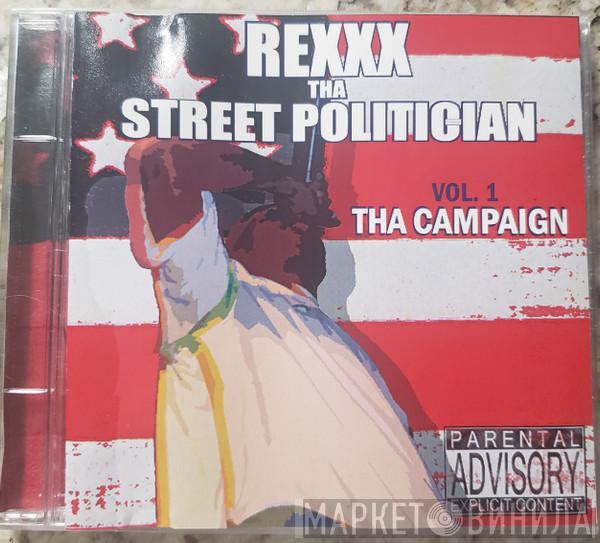 REXXX
THA
STREET POLITICIAN
VOL. 1
THA CAMPAIGN
PARENTAL
ADVISORY
EXPLICIT CONTENT
МАРКЕТ ВИНИЛА